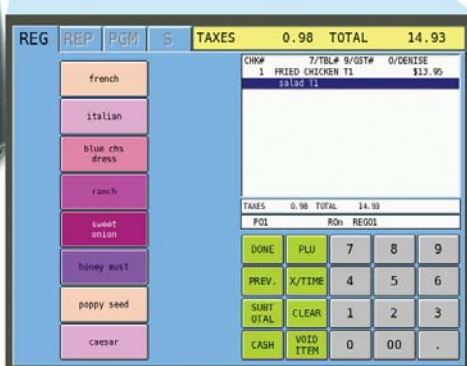 REG REP PGM S TAXES 0.98 TOTAL 14.93
CHK# 7/TBL# 9/GST# 0/DENISE
1 FRIED CHICKEN T1 $13.95
salad T1
french
italian
blue chs
dress
ranch
sweet
onion
honey must
poppy seed
caesar
TAXES 0.98 TOTAL 14.93
PO1 ROn REG01
DONE PLU 7 8 9
PREV. X/TIME 4 5 6
SUBT
OTAL CLEAR 1 2 3
CASH VOID
ITEM 0 00 .